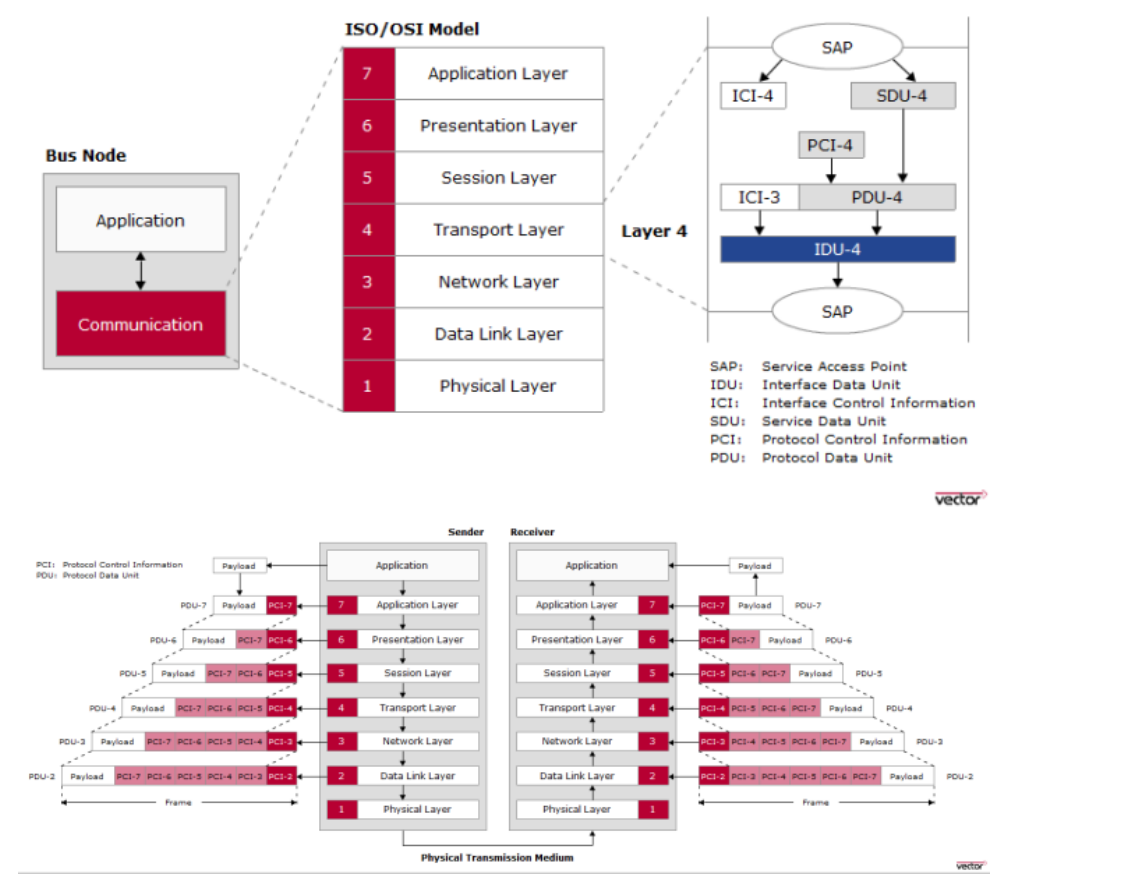 ISO/OSI Model
7 Application Layer
6 Presentation Layer
5 Session Layer
4 Transport Layer
3 Network Layer
2 Data Link Layer
1 Physical Layer
Bus Node
Application
Communication
Layer 4
SAP
ICI-4 SDU-4
PCI-4
ICI-3 PDU-4
IDU-4
SAP
SAP: Service Access Point
IDU: Interface Data Unit
ICI: Interface Control Information
SDU: Service Data Unit
PCI: Protocol Control Information
PDU: Protocol Data Unit
vector
Sender Receiver
PCI: Protocol Control Information
PDU: Protocol Data Unit
Payload Application Application Payload
PDU-7 Payload PCI-7 7 Application Layer Application Layer 7 PCI-7 Payload PDU-7
PDU-6 Payload PCI-7 PCI-6 6 Presentation Layer Presentation Layer 6 PCI-6 PCI-7 Payload PDU-6
PDU-5 Payload PCI-7 PCI-6 PCI-5 5 Session Layer Session Layer 5 PCI-5 PCI-6 PCI-7 Payload PDU-5
PDU-4 Payload PCI-7 PCI-6 PCI-5 PCI-4 4 Transport Layer Transport Layer 4 PCI-4 PCI-5 PCI-6 PCI-7 Payload PDU-4
PDU-3 Payload PCI-7 PCI-6 PCI-5 PCI-4 PCI-3 3 Network Layer Network Layer 3 PCI-3 PCI-4 PCI-5 PCI-6 PCI-7 Payload PDU-3
PDU-2 Payload PCI-7 PCI-6 PCI-5 PCI-4 PCI-3 PCI-2 2 Data Link Layer Data Link Layer 2 PCI-2 PCI-3 PCI-4 PCI-5 PCI-6 PCI-7 Payload PDU-2
Frame 1 Physical Layer Physical Layer 1 Frame
Physical Transmission Medium
vector